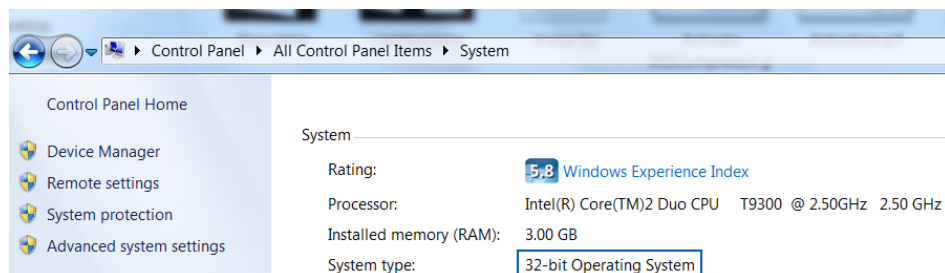 Control Panel ▸ All Control Panel Items ▸ System
Control Panel Home
Device Manager
Remote settings
System protection
Advanced system settings
System
Rating: 5.8 Windows Experience Index
Processor: Intel(R) Core(TM)2 Duo CPU T9300 @ 2.50GHz 2.50 GHz
Installed memory (RAM): 3.00 GB
System type: 32-bit Operating System